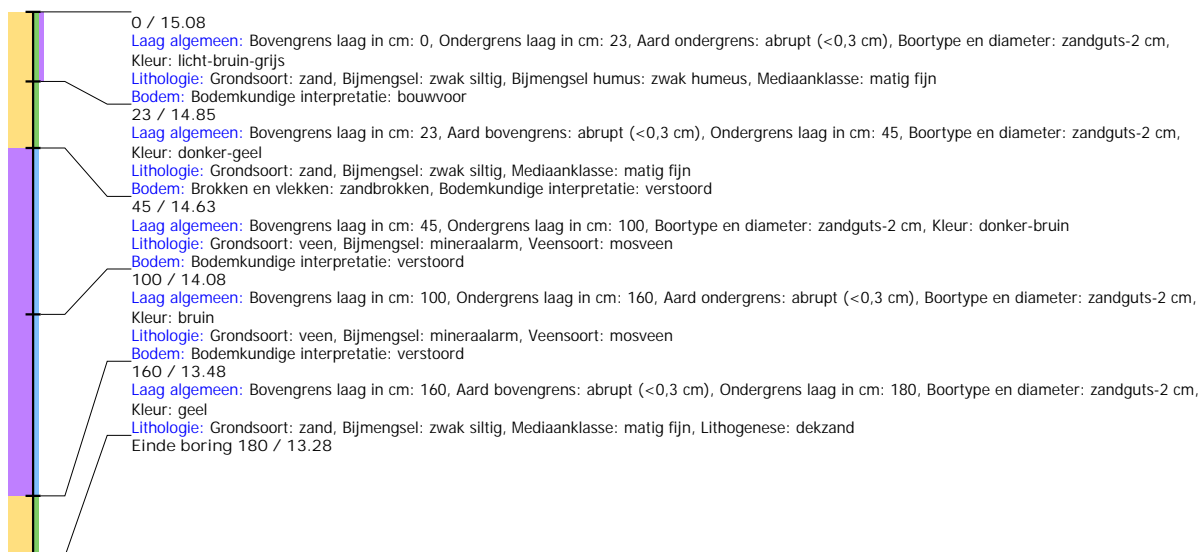 0 / 15.08
Laag algemeen: Bovengrens laag in cm: 0, Ondergrens laag in cm: 23, Aard ondergrens: abrupt (<0,3 cm), Boortype en diameter: zandguts-2 cm,
Kleur: licht-bruin-grijs
Lithologie: Grondsoort: zand, Bijmengsel: zwak siltig, Bijmengsel humus: zwak humeus, Mediaanklasse: matig fijn
Bodem: Bodemkundige interpretatie: bouwvoor
23 / 14.85
Laag algemeen: Bovengrens laag in cm: 23, Aard bovengrens: abrupt (<0,3 cm), Ondergrens laag in cm: 45, Boortype en diameter: zandguts-2 cm,
Kleur: donker-geel
Lithologie: Grondsoort: zand, Bijmengsel: zwak siltig, Mediaanklasse: matig fijn
Bodem: Brokken en vlekken: zandbrokken, Bodemkundige interpretatie: verstoord
45 / 14.63
Laag algemeen: Bovengrens laag in cm: 45, Ondergrens laag in cm: 100, Boortype en diameter: zandguts-2 cm, Kleur: donker-bruin
Lithologie: Grondsoort: veen, Bijmengsel: mineraalarm, Veensoort: mosveen
Bodem: Bodemkundige interpretatie: verstoord
100 / 14.08
Laag algemeen: Bovengrens laag in cm: 100, Ondergrens laag in cm: 160, Aard ondergrens: abrupt (<0,3 cm), Boortype en diameter: zandguts-2 cm,
Kleur: bruin
Lithologie: Grondsoort: veen, Bijmengsel: mineraalarm, Veensoort: mosveen
Bodem: Bodemkundige interpretatie: verstoord
160 / 13.48
Laag algemeen: Bovengrens laag in cm: 160, Aard bovengrens: abrupt (<0,3 cm), Ondergrens laag in cm: 180, Boortype en diameter: zandguts-2 cm,
Kleur: geel
Lithologie: Grondsoort: zand, Bijmengsel: zwak siltig, Mediaanklasse: matig fijn, Lithogenese: dekzand
Einde boring 180 / 13.28